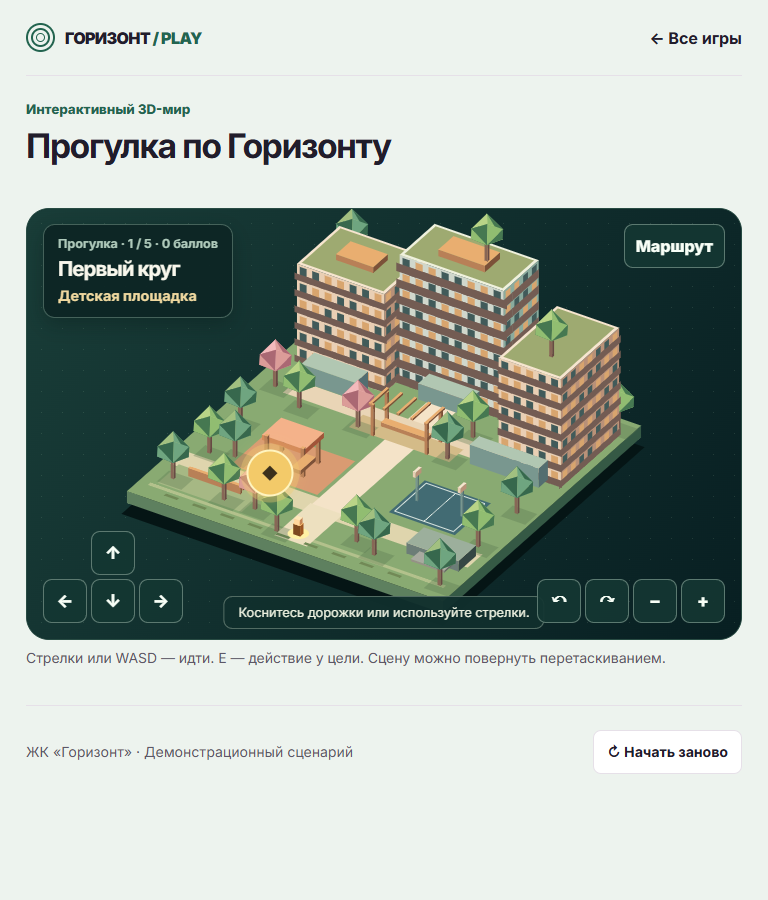 ГОРИЗОНТ / PLAY
← Все игры
Интерактивный 3D-мир
Прогулка по Горизонту
Прогулка · 1 / 5 · 0 баллов
Первый круг
Детская площадка
Маршрут
Коснитесь дорожки или используйте стрелки.
Стрелки или WASD — идти. E — действие у цели. Сцену можно повернуть перетаскиванием.
ЖК «Горизонт» · Демонстрационный сценарий
↻ Начать заново